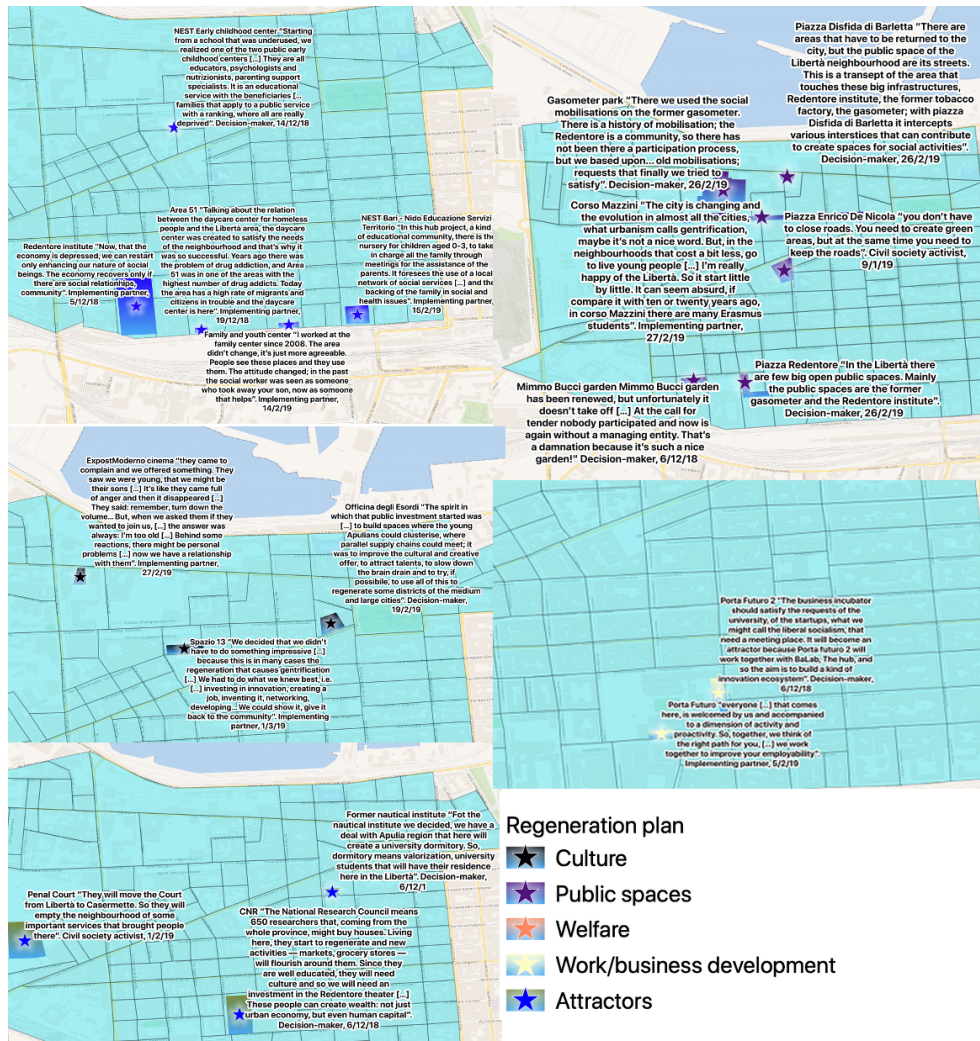 NEST Early childhood center "Starting
from a school that was underused, we
realized one of the two public early
childhood centers [...] They are all
educators, psychologists and
nutrizionists, parenting support
specialists. It is an educational
service with the beneficiaries [...
families that apply to a public service
with a ranking, where all are really
deprived". Decision-maker, 14/12/18
Redentore institute "Now, that the
economy is depressed, we can restart
only enhancing our nature of social
beings. The economy recovers only if
there are social relationships,
community". Implementing partner,
5/12/18
Area 51 "Talking about the relation
between the daycare center for homeless
people and the Libertà area, the
daycare center was created to satisfy the needs
of the neighbourhood and that's why it
was so successful. Years ago there was
the problem of drug addiction, and Area
51 was in one of the areas with the
highest number of drug addicts. Today
the area has a high rate of migrants and
citizens in trouble and the daycare
center is here". Implementing partner,
19/12/18
NEST Bari - Nido Educazione Servizi
Territorio "In this hub project, a kind
of educational community, there is the
nursery for children aged 0-3, to take
in charge all the family through
meetings for the assistance of the
parents. It foresees the use of a local
network of social services [...] and the
backing of the family in social and
health issues". Implementing partner,
15/2/19
Family and youth center "I worked at the
family center since 2008. The area
didn't change, it's just more agreeable.
People see these places and they use
them. The attitude changed; in the past
the social worker was seen as someone
who took away your son, now as someone
that helps". Implementing partner,
14/2/19
Piazza Disfida di Barletta "There are
areas that have to be returned to the
city, but the public space of the
Libertà neighbourhood are its streets.
This is a transept of the area that
touches these big infrastructures,
Redentore institute, the former tobacco
factory, the gasometer; with piazza
Disfida di Barletta it intercepts
various interstices that can contribute
to create spaces for social activities".
Decision-maker, 26/2/19
Gasometer park "There we used the social
mobilisations on the former gasometer.
There is a history of mobilisation; the
Redentore is a community, so there has
not been there a participation process,
but we based upon... old mobilisations;
requests that finally we tried to
satisfy". Decision-maker, 26/2/19
Corso Mazzini "The city is changing and
the evolution in almost all the cities,
what urbanism calls gentrification,
maybe it's not a nice word. But, in the
neighbourhoods that cost a bit less, go
to live young people [...] I'm really
happy of the Libertà. So it start little
by little. It can seem absurd, if
compare it with ten or twenty years ago,
in corso Mazzini there are many Erasmus
students". Implementing partner,
27/2/19
Piazza Enrico De Nicola "you don't have
to close roads. You need to create green
areas, but at the same time you need to
keep the roads". Civil society activist,
9/1/19
Piazza Redentore "In the Libertà there
are few big open public spaces. Mainly
the public spaces are the former
gasometer and the Redentore institute".
Decision-maker, 26/2/19
Mimmo Bucci garden Mimmo Bucci garden
has been renewed, but unfortunately it
doesn't take off [...] At the call for
tender nobody participated and now is
again without a managing entity. That's
a damnation because it's such a nice
garden!" Decision-maker, 6/12/18
ExpostModerno cinema "they came to
complain and we offered something. They
saw we were young, that we might be
their sons [...] It's like they came full
of anger and then it disappeared [...]
They said: remember, turn down the
volume... But, when we asked them if they
wanted to join us, [...] the answer was
always: I'm too old [...] Behind some
reactions, there might be personal
problems [...] now we have a relationship
with them". Implementing partner,
27/2/19
Officina degli Esordi "The spirit in
which that public investment started was
[...] to build spaces where the young
Apulians could clusterise, where
parallel supply chains could meet; it
was to improve the cultural and creative
offer, to attract talents, to slow down
the brain drain and to try, if
possibile, to use all of this to
regenerate some districts of the medium
and large cities". Decision-maker,
19/2/19
Spazio 13 "We decided that we didn't
have to do something impressive [...]
because this is in many cases the
regeneration that causes gentrification
[...] We had to do what we knew best, i.e.
[...] investing in innovation, creating a
job, inventing it, networking,
developing... We could show it, give it
back to the community". Implementing
partner, 1/3/19
Porta Futuro 2 "The business incubator
should satisfy the requests of the
university, of the startups, what we
might call the liberal socialism, that
need a meeting place. It will become an
attractor because Porta futuro 2 will
work together with BaLab, The hub, and
so the aim is to build a kind of
innovation ecosystem". Decision-maker,
6/12/18
Porta Futuro "everyone [...] that comes
here, is welcomed by us and accompanied
to a dimension of activity and
proactivity. So, together, we think of
the right path for you, [...] we work
together to improve your employability".
Implementing partner, 5/2/19
Former nautical institute "Fot the
nautical institute we decided, we have a
deal with Apulia region that here will
create a university dormitory. So,
dormitory means valorization, university
students that will have their residence
here in the Libertà". Decision-maker,
6/12/1
Penal Court "They will move the Court
from Libertà to Casermette. So they will
empty the neighbourhood of some
important services that brought people
there". Civil society activist, 1/2/19
CNR "The National Research Council means
650 researchers that, coming from the
whole province, might buy houses. Living
here, they start to regenerate and new
activities — markets, grocery stores —
will flourish around them. Since they
are well educated, they will need
culture and so we will need an
investment in the Redentore theater [...]
These people can create wealth: not just
urban economy, but even human capital".
Decision-maker, 6/12/18
Regeneration plan
Culture
Public spaces
Welfare
Work/business development
Attractors